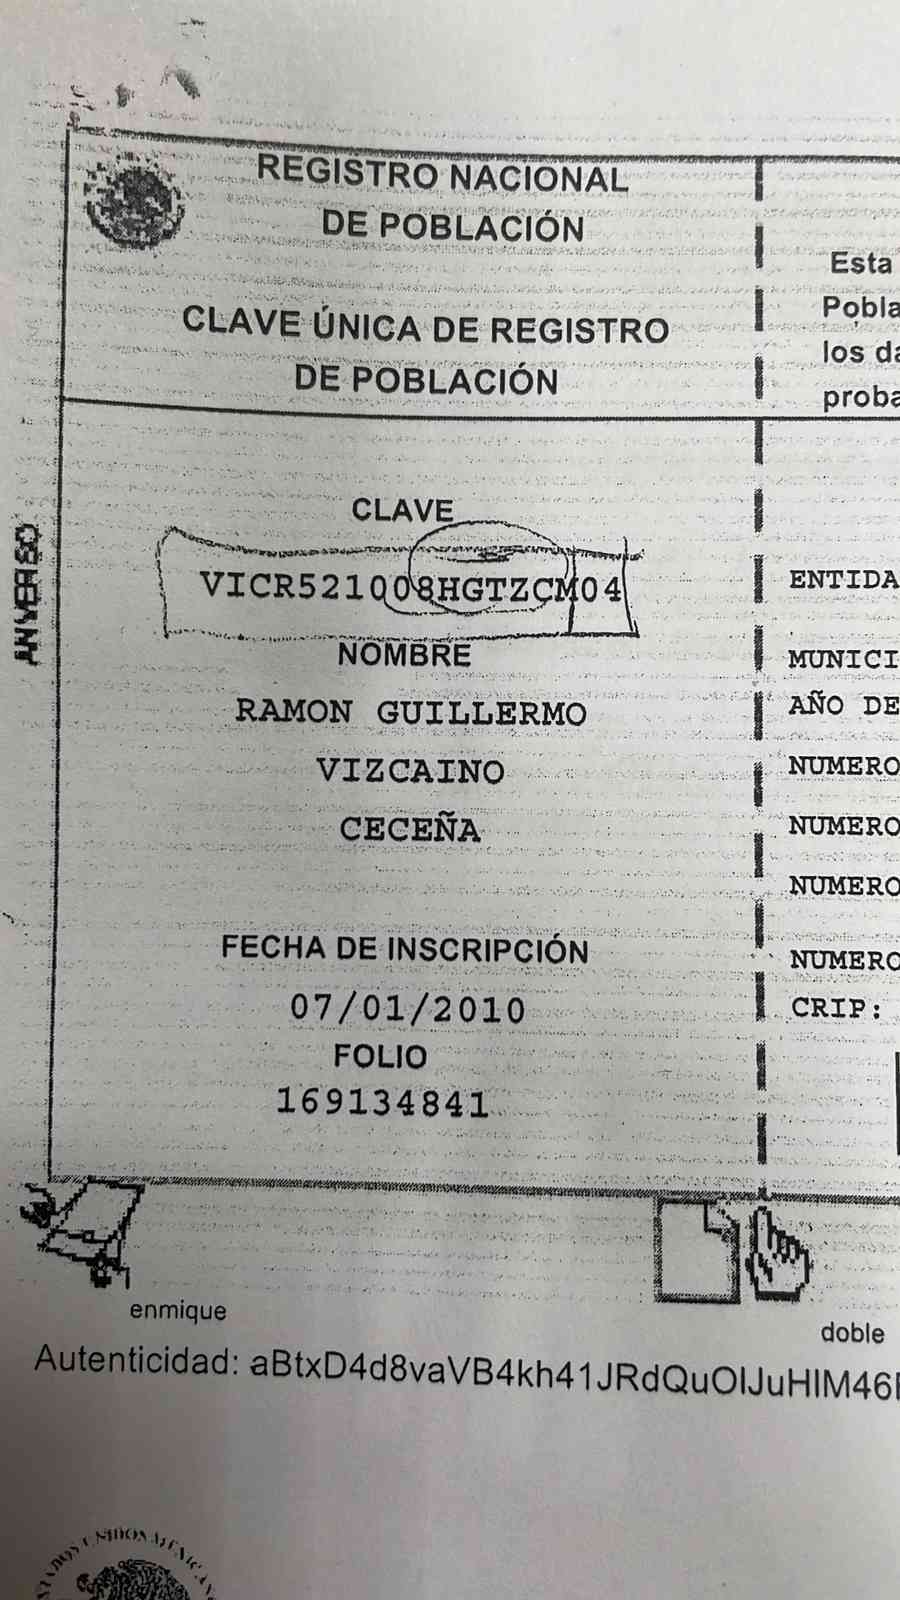 REGISTRO NACIONAL
DE POBLACIÓN
CLAVE ÚNICA DE REGISTRO
DE POBLACIÓN
ANVERSO
CLAVE
VICR521008HGTZCM04
NOMBRE
RAMON GUILLERMO
VIZCAINO
CECEÑA
FECHA DE INSCRIPCIÓN
07/01/2010
FOLIO
169134841
Esta
Pobla
los da
proba
ENTIDA
MUNICI
AÑO DE
NUMERO
NUMERO
NUMERO
NUMERO
CRIP:
enmique
doble
Autenticidad: aBtxD4d8vaVB4kh41JRdQuOIJuHIM46
UNIDOS MEXICAN